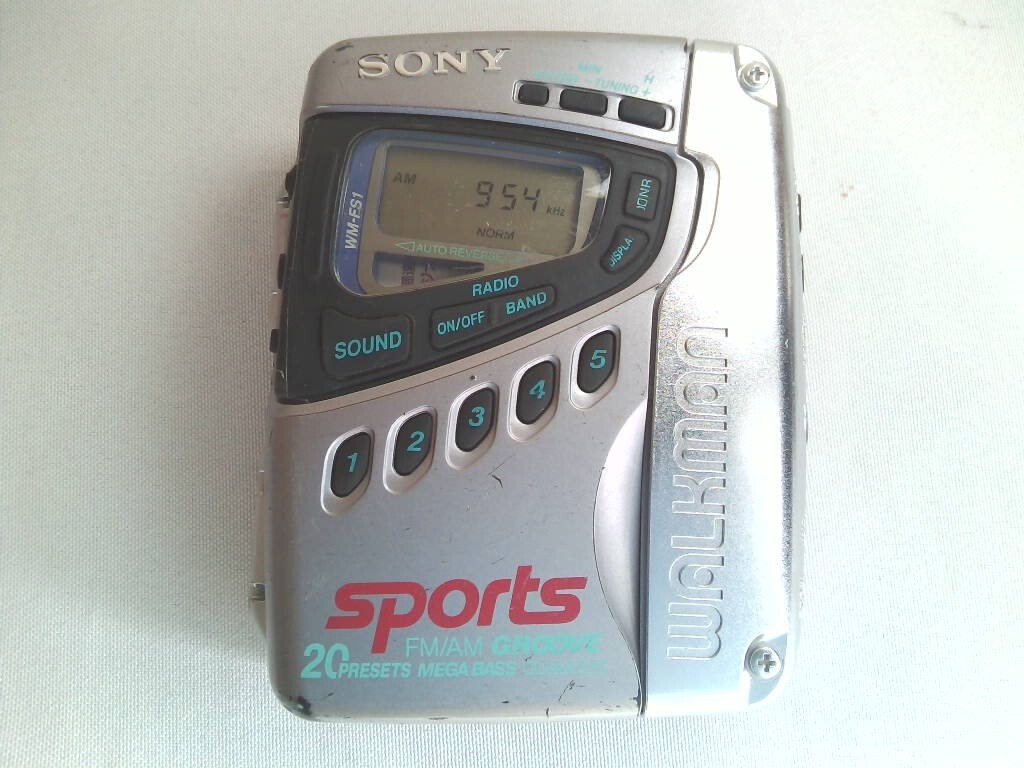 SONY
MIN H
ENTER - TUNING +
WM-FS1
AM
954 kHz
NORM
AUTO REVERSE
DISPLA
RADIO
ON/OFF BAND
SOUND
1 2 3 4 5
WALKMAN
sports
FM/AM GROOVE
20 PRESETS MEGA BASS